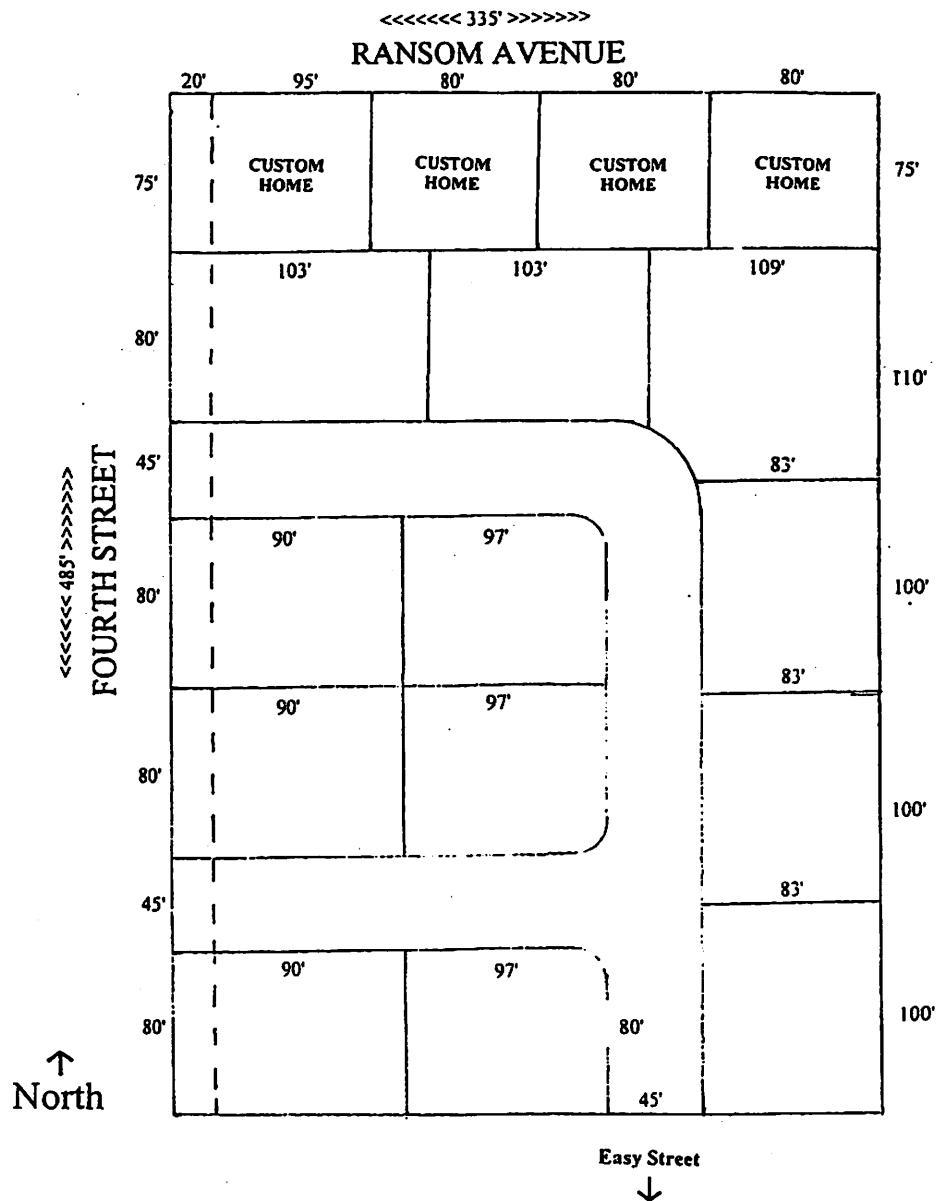 <<<<<<< 335' >>>>>>>
RANSOM AVENUE
20' 95' 80' 80' 80'
75'
CUSTOM
HOME
CUSTOM
HOME
CUSTOM
HOME
CUSTOM
HOME
75'
103' 103' 109'
80'
110'
45'
83'
<<<<<<< 485' >>>>>>>
FOURTH STREET
90' 97'
80'
100'
83'
90' 97'
80'
100'
83'
45'
90' 97'
80'
80'
100'
North
45'
Easy Street